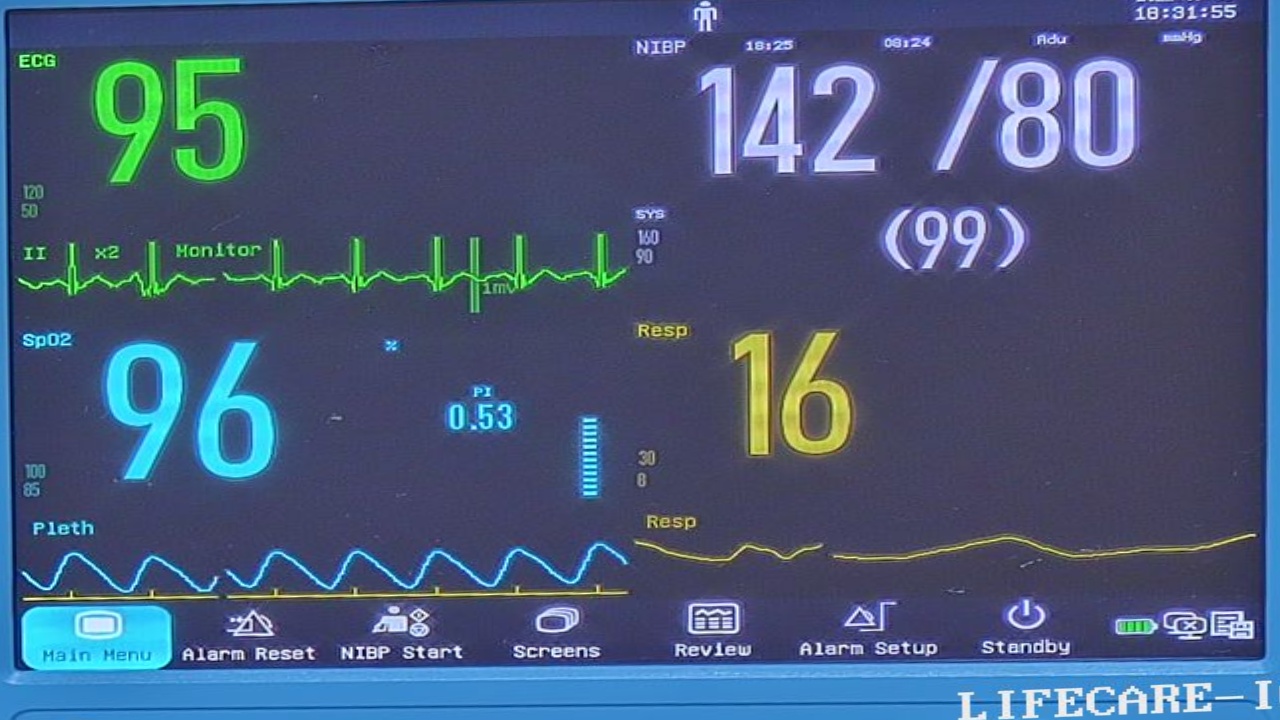 18:31:55
ECG
95
120
50
NIBP 18:25 08:24 Adu mmHg
142 /80
(99)
SYS
160
90
II x2 Monitor
1mV
SpO2
96
%
PI
0.53
100
85
Resp
16
30
8
Pleth
Resp
Main Menu
Alarm Reset
NIBP Start
Screens
Review
Alarm Setup
Standby
LIFECARE-I